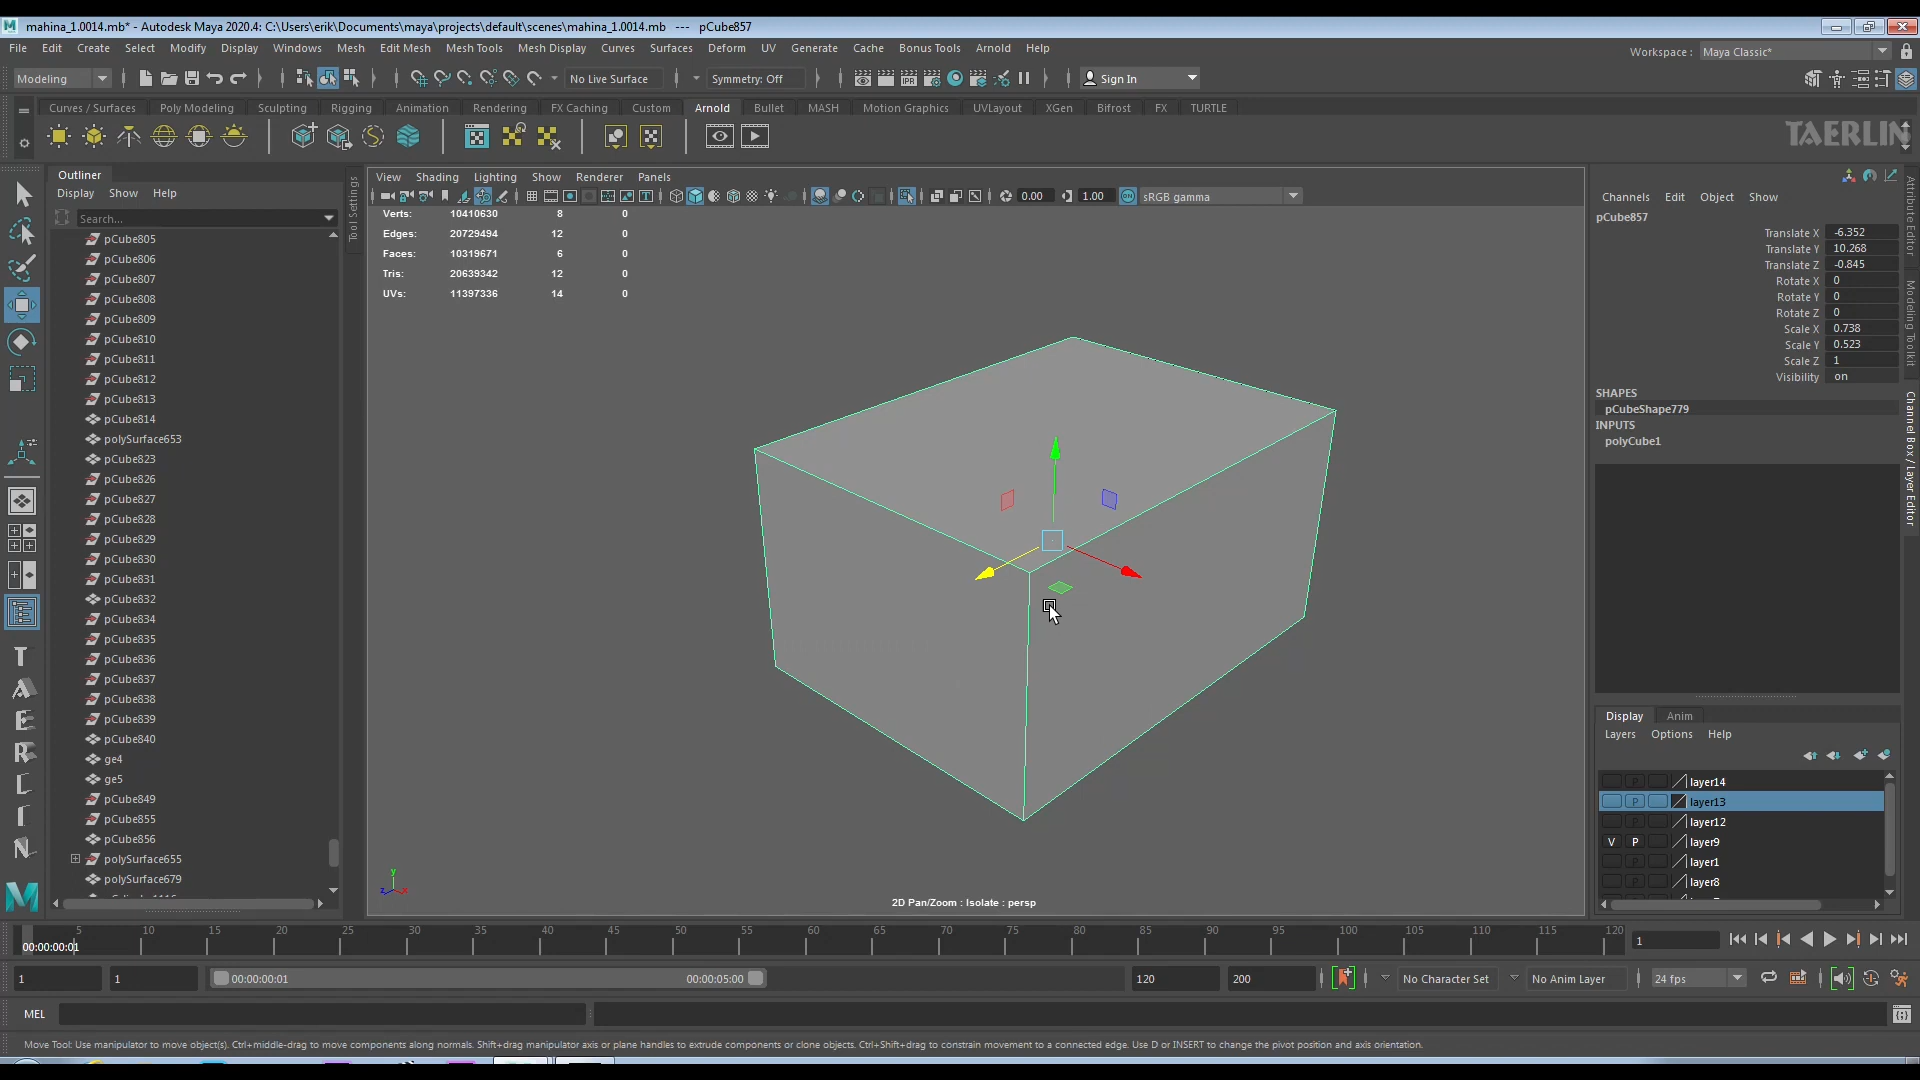 mahina_1.0014.mb* - Autodesk Maya 2020.4: C:\Users\erik\Documents\maya\projects\default\scenes\mahina_1.0014.mb --- pCube857
File Edit Create Select Modify Display Windows Mesh Edit Mesh Mesh Tools Mesh Display Curves Surfaces Deform UV Generate Cache Bonus Tools Arnold Help
Workspace : Maya Classic*
Modeling No Live Surface Symmetry: Off IPR Sign In
Curves / Surfaces Poly Modeling Sculpting Rigging Animation Rendering FX Caching Custom Arnold Bullet MASH Motion Graphics UVLayout XGen Bifrost FX TURTLE
TAERLIN
Outliner
Display Show Help
Search...
pCube805
pCube806
pCube807
pCube808
pCube809
pCube810
pCube811
pCube812
pCube813
pCube814
polySurface653
pCube823
pCube826
pCube827
pCube828
pCube829
pCube830
pCube831
pCube832
pCube834
pCube835
pCube836
pCube837
pCube838
pCube839
pCube840
ge4
ge5
pCube849
pCube855
pCube856
polySurface655
polySurface679
Tool Settings
View Shading Lighting Show Renderer Panels
0.00 1.00 sRGB gamma
Verts: 10410630 8 0
Edges: 20729494 12 0
Faces: 10319671 6 0
Tris: 20639342 12 0
UVs: 11397336 14 0
y
z x
2D Pan/Zoom : Isolate : persp
Channels Edit Object Show
pCube857
Translate X -6.352
Translate Y 10.268
Translate Z -0.845
Rotate X 0
Rotate Y 0
Rotate Z 0
Scale X 0.738
Scale Y 0.523
Scale Z 1
Visibility on
SHAPES
pCubeShape779
INPUTS
polyCube1
Attribute Editor
Modeling Toolkit
Channel Box / Layer Editor
Display Anim
Layers Options Help
P layer14
P layer13
P layer12
V P layer9
P layer1
P layer8
5 10 15 20 25 30 35 40 45 50 55 60 65 70 75 80 85 90 95 100 105 110 115 120
00:00:00:01
1
1 1 00:00:00:01 00:00:05:00 120 200 No Character Set No Anim Layer 24 fps
MEL
Move Tool: Use manipulator to move object(s). Ctrl+middle-drag to move components along normals. Shift+drag manipulator axis or plane handles to extrude components or clone objects. Ctrl+Shift+drag to constrain movement to a connected edge. Use D or INSERT to change the pivot position and axis orientation.